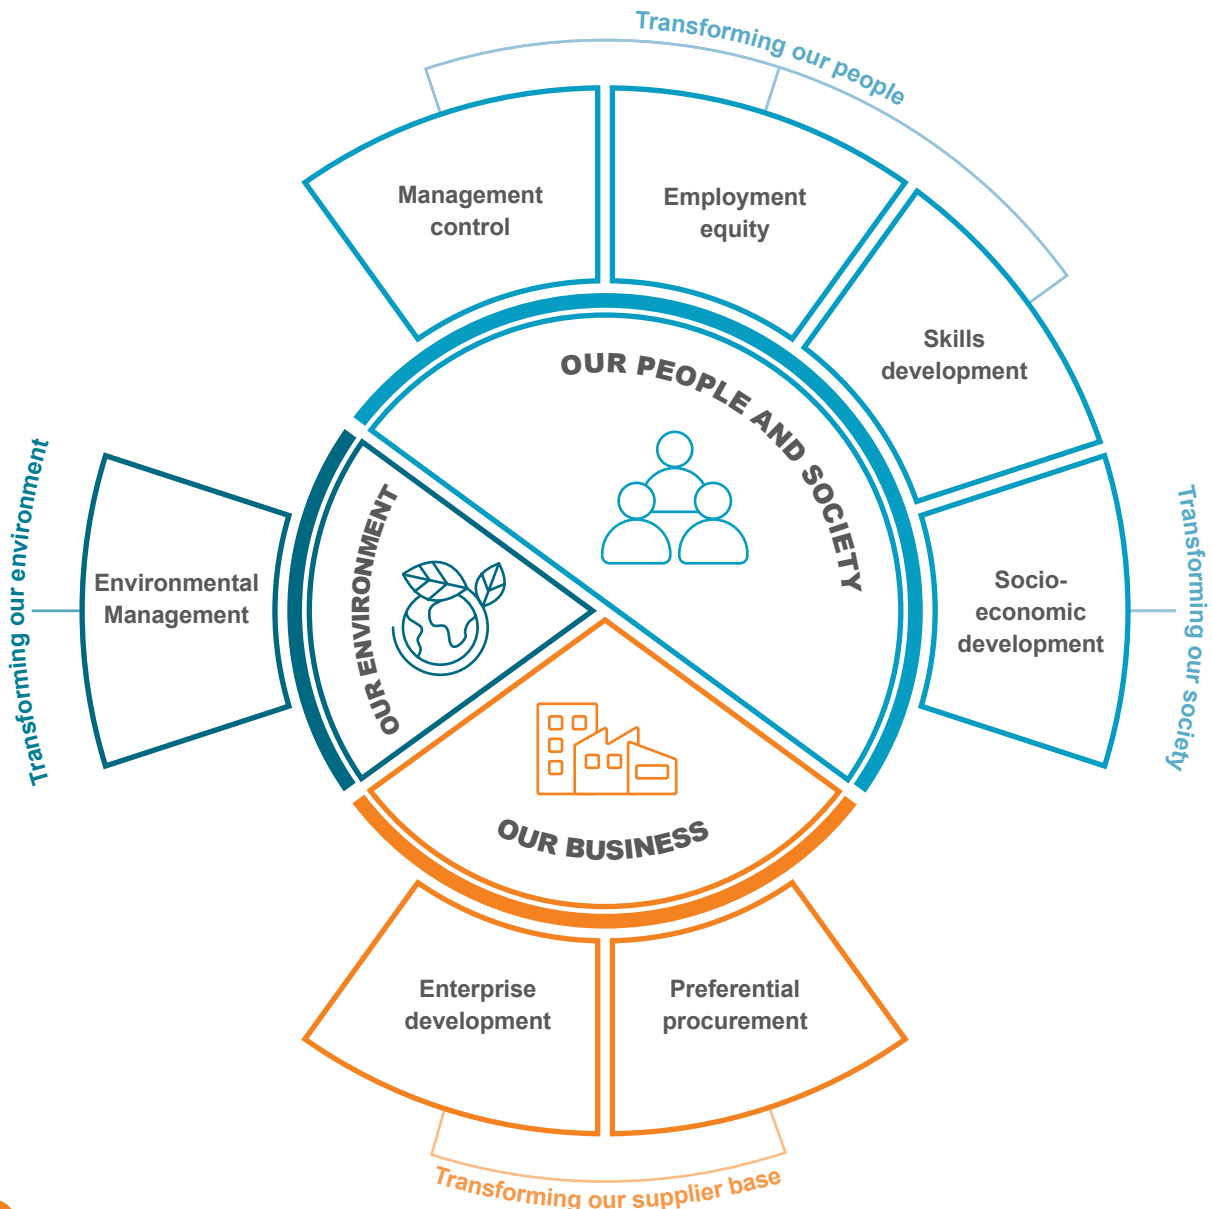 Transforming our people
Management
control
Employment
equity
Skills
development
OUR PEOPLE AND SOCIETY
Transforming our environment
Environmental
Management
OUR ENVIRONMENT
Socio-
economic
development
Transforming our society
OUR BUSINESS
Enterprise
development
Preferential
procurement
Transforming our supplier base